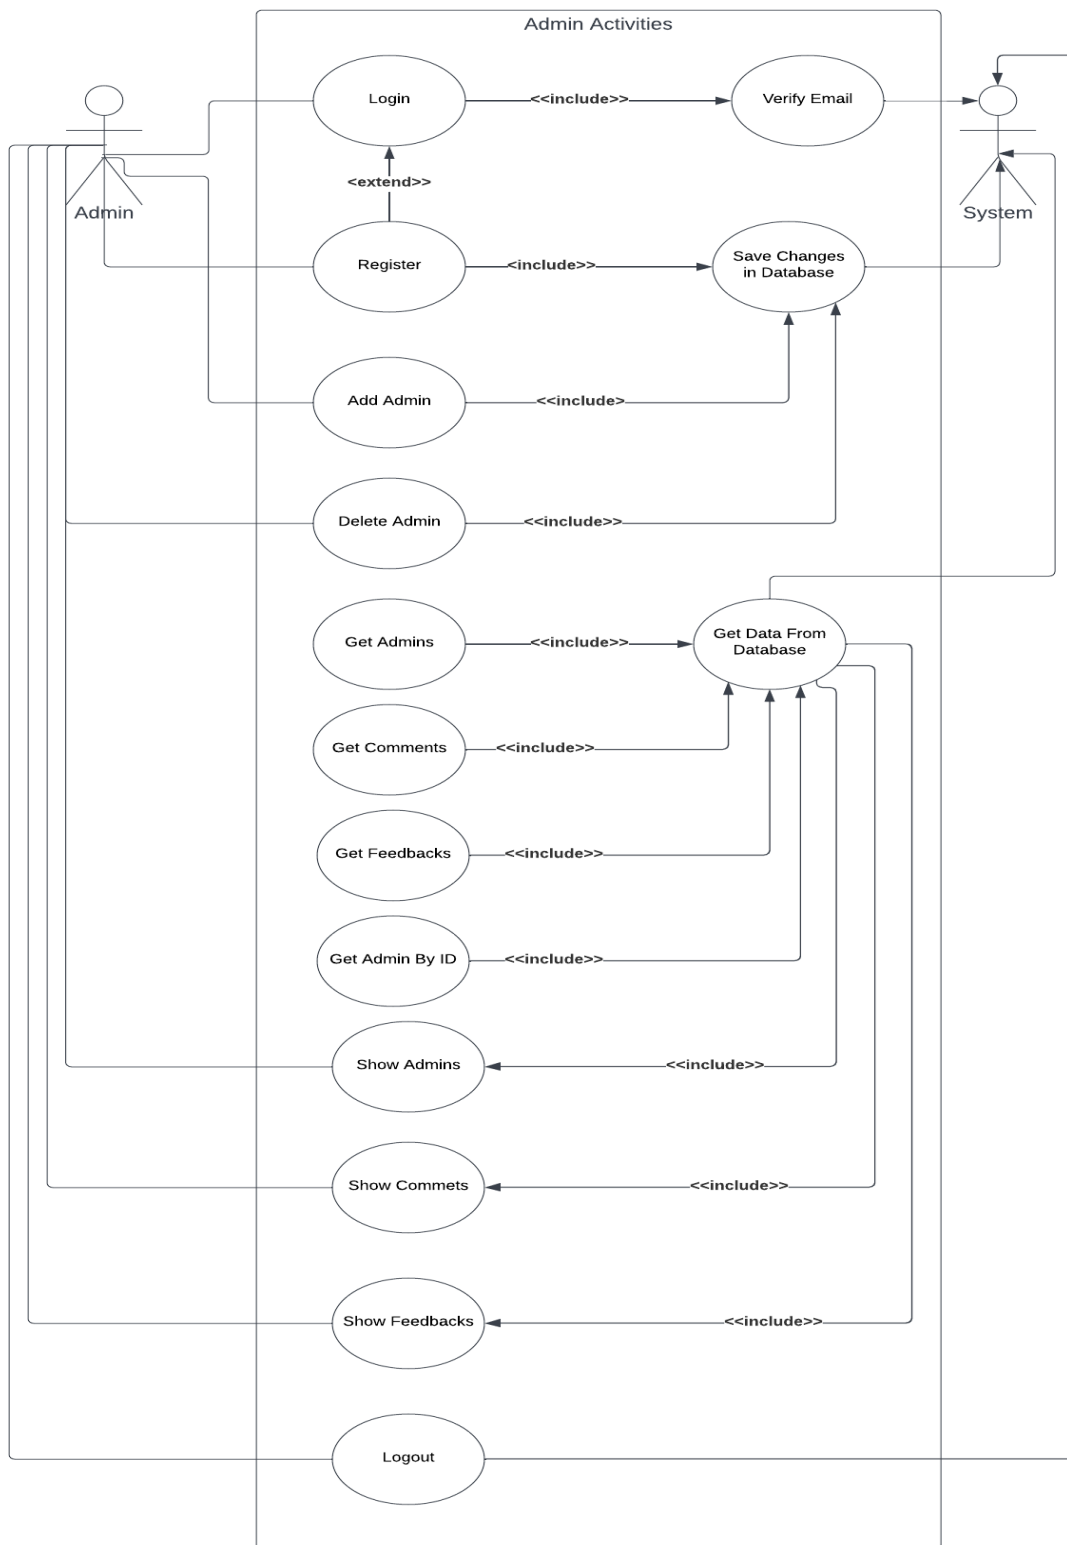 Admin Activities
Login
<<include>>
Verify Email
<extend>>
Admin
System
Register
<include>>
Save Changes
in Database
Add Admin
<<include>
Delete Admin
<<include>>
Get Admins
<<include>>
Get Data From
Database
Get Comments
<<include>>
Get Feedbacks
<<include>>
Get Admin By ID
<<include>>
Show Admins
<<include>>
Show Commets
<<include>>
Show Feedbacks
<<include>>
Logout